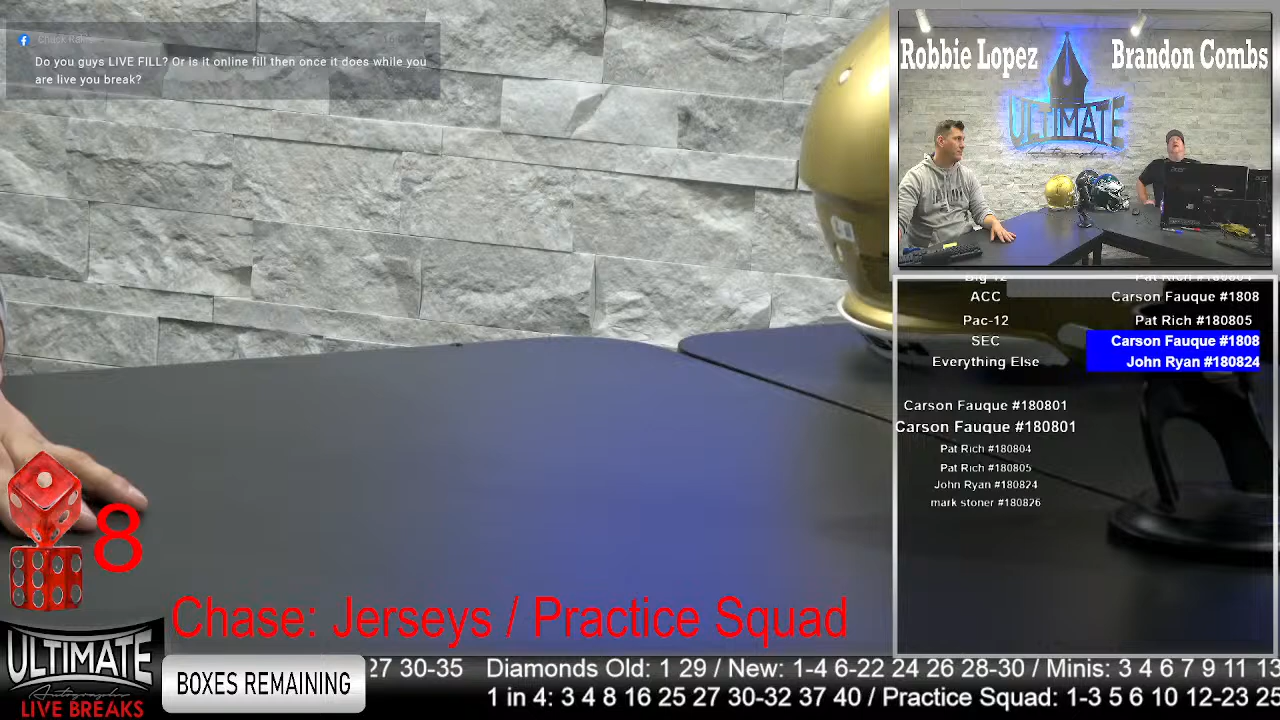 Do you guys LIVE FILL? Or is it online fill then once it does while you
are live you break?
Robbie Lopez
Brandon Combs
ULTIMATE
ACC Carson Fauque #1808
Pac-12 Pat Rich #180805
SEC Carson Fauque #1808
Everything Else John Ryan #180824
Carson Fauque #180801
Carson Fauque #180801
Pat Rich #180804
Pat Rich #180805
John Ryan #180824
mark stoner #180826
8
Chase: Jerseys / Practice Squad
ULTIMATE
Autographs
LIVE BREAKS
BOXES REMAINING
27 30-35 Diamonds Old: 1 29 / New: 1-4 6-22 24 26 28-30 / Minis: 3 4 6 7 9 11 13
1 in 4: 3 4 8 16 25 27 30-32 37 40 / Practice Squad: 1-3 5 6 10 12-23 25